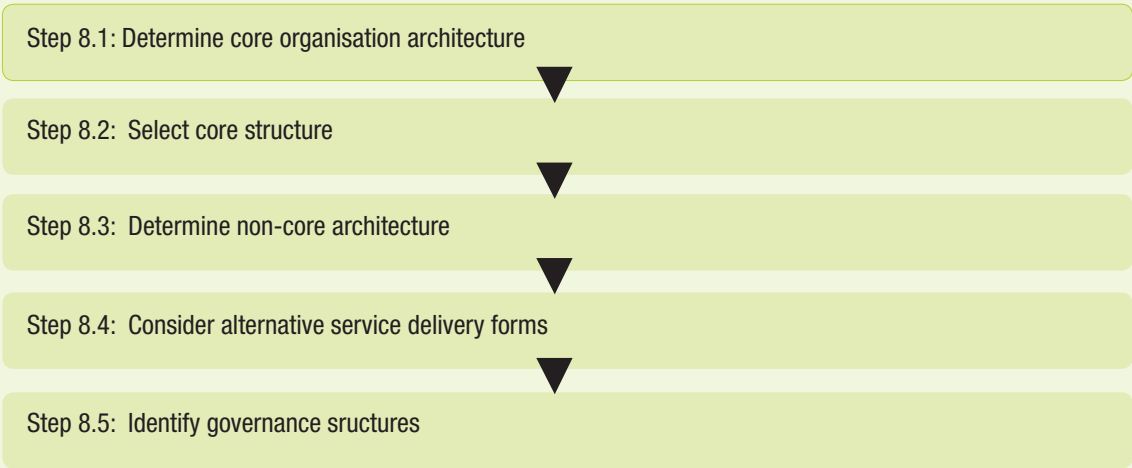 Step 8.1: Determine core organisation architecture
Step 8.2:  Select core structure
Step 8.3:  Determine non-core architecture
Step 8.4:  Consider alternative service delivery forms
Step 8.5:  Identify governance sructures